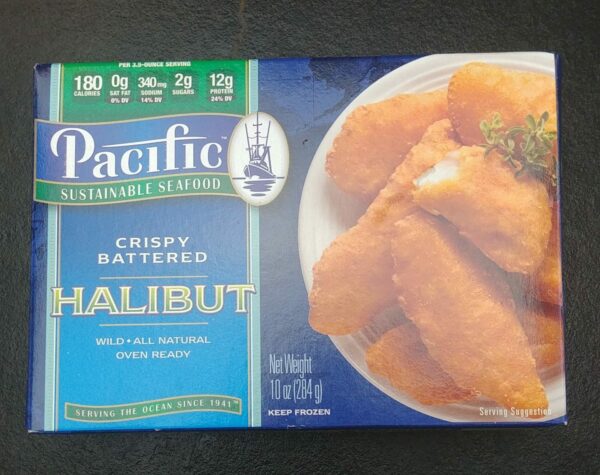 PER 3.5-OUNCE SERVING
180 0g 340mg 2g 12g
CALORIES SAT FAT SODIUM SUGARS PROTEIN
0% DV 14% DV 24% DV
Pacific™
SUSTAINABLE SEAFOOD
CRISPY
BATTERED
HALIBUT
WILD • ALL NATURAL
OVEN READY
SERVING THE OCEAN SINCE 1941™
Net Weight
10 oz (284 g)
KEEP FROZEN
Serving Suggestion